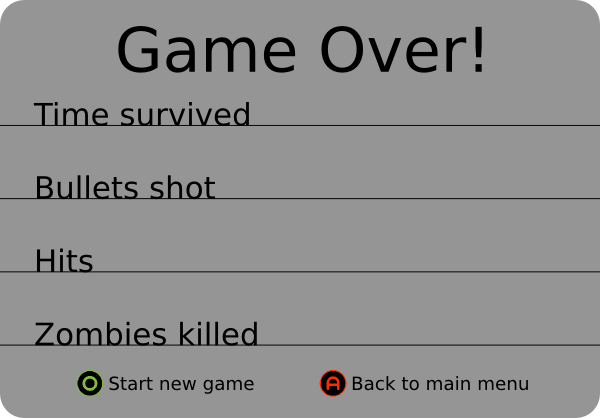 Game Over!
Time survived
Bullets shot
Hits
Zombies killed
O Start new game A Back to main menu